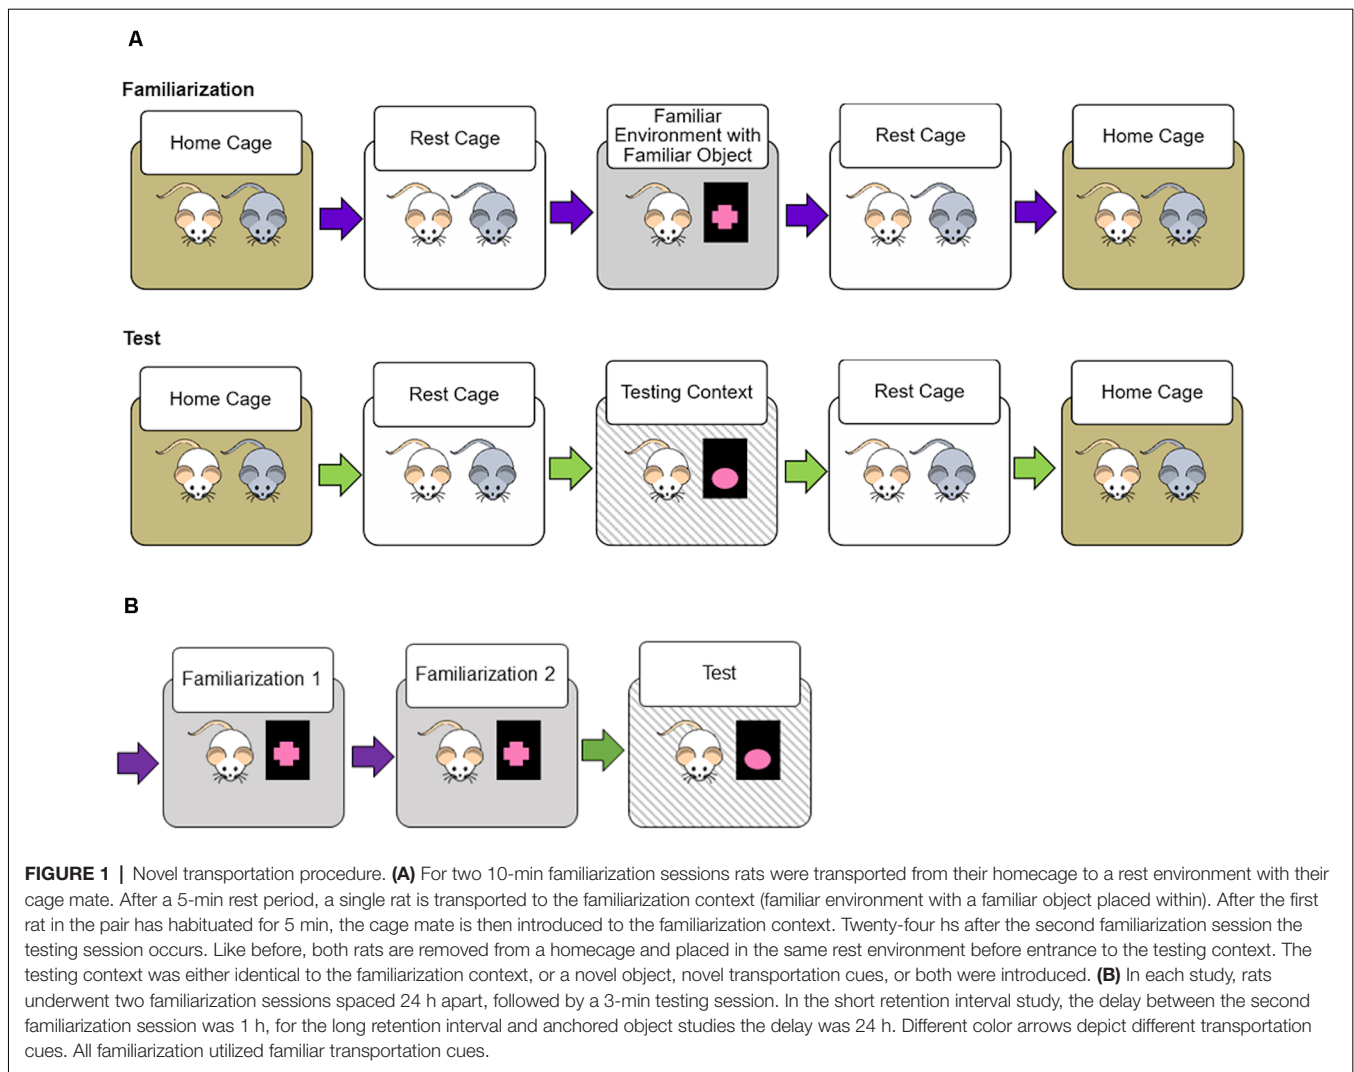 A
Familiarization
Home Cage
Rest Cage
Familiar
Environment with
Familiar Object
Rest Cage
Home Cage
Test
Home Cage
Rest Cage
Testing Context
Rest Cage
Home Cage
B
Familiarization 1
Familiarization 2
Test
FIGURE 1 | Novel transportation procedure. (A) For two 10-min familiarization sessions rats were transported from their homecage to a rest environment with their
cage mate. After a 5-min rest period, a single rat is transported to the familiarization context (familiar environment with a familiar object placed within). After the first
rat in the pair has habituated for 5 min, the cage mate is then introduced to the familiarization context. Twenty-four hs after the second familiarization session the
testing session occurs. Like before, both rats are removed from a homecage and placed in the same rest environment before entrance to the testing context. The
testing context was either identical to the familiarization context, or a novel object, novel transportation cues, or both were introduced. (B) In each study, rats
underwent two familiarization sessions spaced 24 h apart, followed by a 3-min testing session. In the short retention interval study, the delay between the second
familiarization session was 1 h, for the long retention interval and anchored object studies the delay was 24 h. Different color arrows depict different transportation
cues. All familiarization utilized familiar transportation cues.